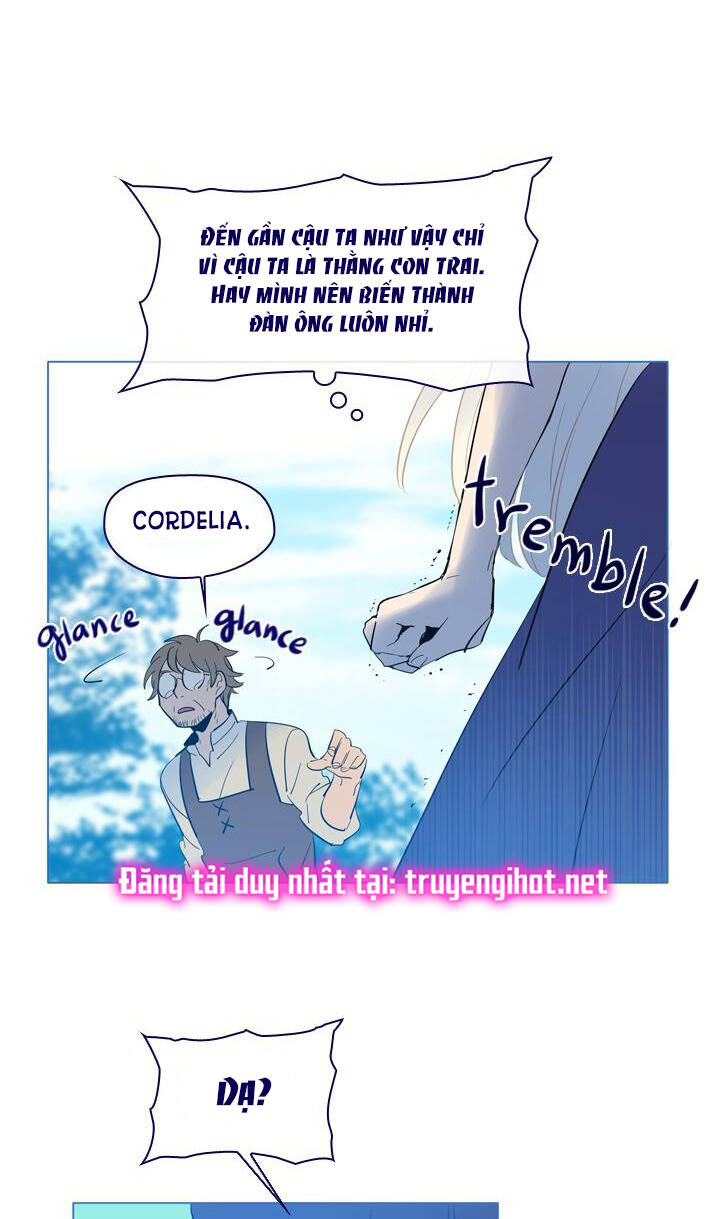 ĐẾN GẦN CẬU TA NHƯ VẬY CHỈ
VÌ CẬU TA LÀ THẰNG CON TRAI.
HAY MÌNH NÊN BIẾN THÀNH
ĐÀN ÔNG LUÔN NHỈ.
tremble!
CORDELIA.
glance
glance
Đăng tải duy nhất tại: truyengihot.net
DẠ?